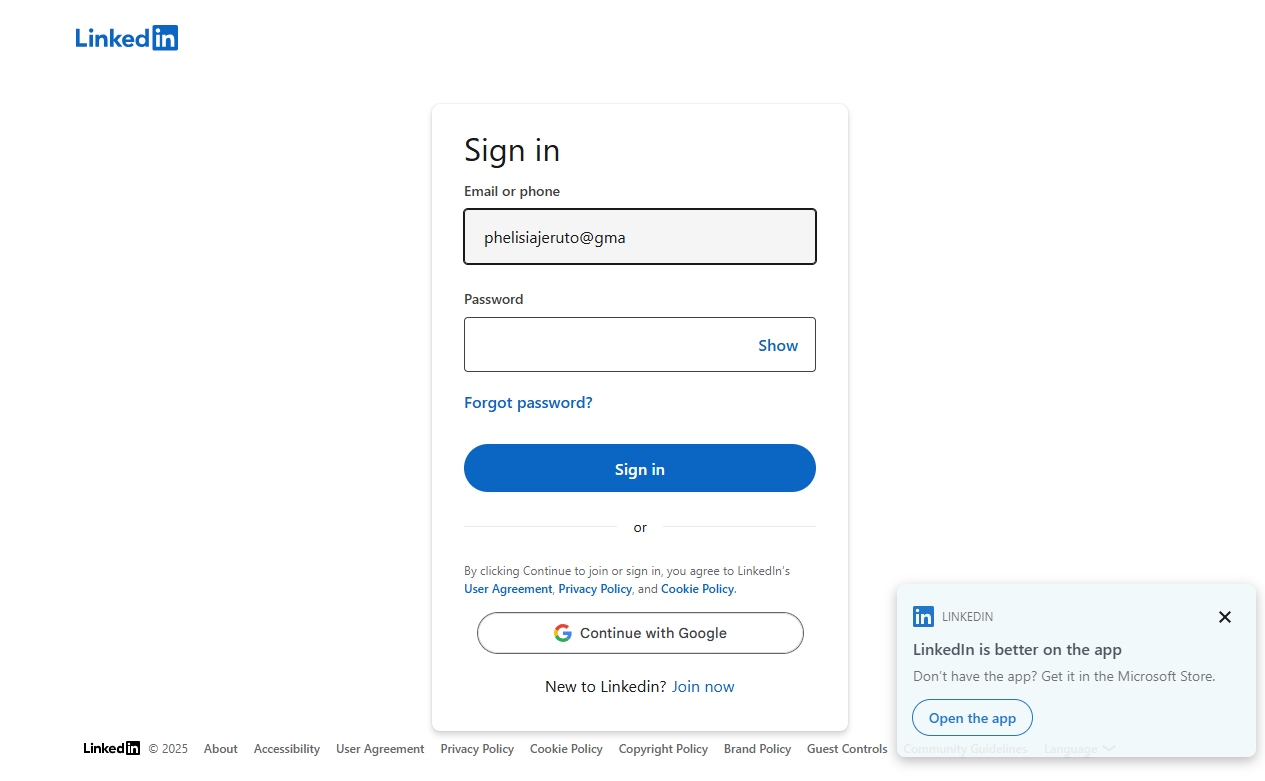 Linkedin
Sign in
Email or phone
phelisiajeruto@gma
Password
Show
Forgot password?
Sign in
or
By clicking Continue to join or sign in, you agree to LinkedIn's
User Agreement, Privacy Policy, and Cookie Policy.
Continue with Google
New to Linkedin? Join now
LINKEDIN
LinkedIn is better on the app
Don't have the app? Get it in the Microsoft Store.
Open the app
Linkedin © 2025 About Accessibility User Agreement Privacy Policy Cookie Policy Copyright Policy Brand Policy Guest Controls Community Guidelines Language